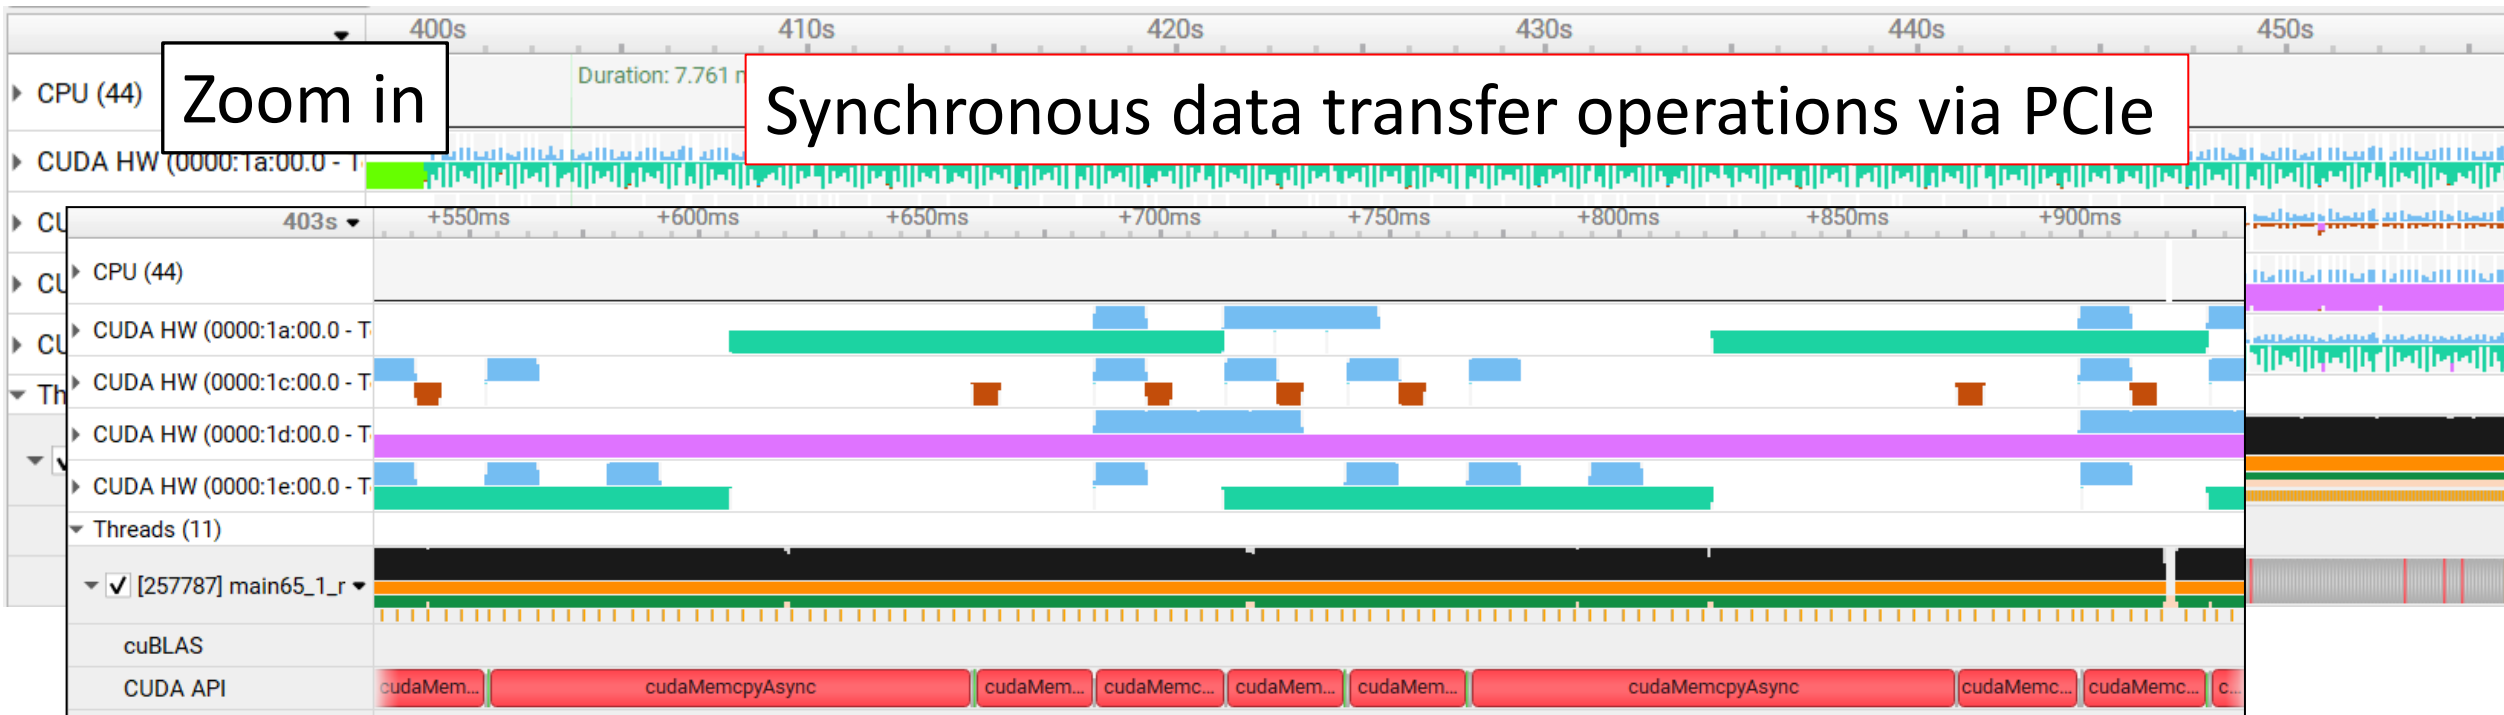 400s 410s 420s 430s 440s 450s
CPU (44)
Zoom in
Duration: 7.761
Synchronous data transfer operations via PCIe
CUDA HW (0000:1a:00.0 - T
403s +550ms +600ms +650ms +700ms +750ms +800ms +850ms +900ms
CPU (44)
CUDA HW (0000:1a:00.0 - T
CUDA HW (0000:1c:00.0 - T
CUDA HW (0000:1d:00.0 - T
CUDA HW (0000:1e:00.0 - T
Threads (11)
[257787] main65_1_r
cuBLAS
CUDA API cudaMem... cudaMemcpyAsync cudaMem... cudaMemc... cudaMem... cudaMem... cudaMemcpyAsync cudaMemc... cudaMemc... c...